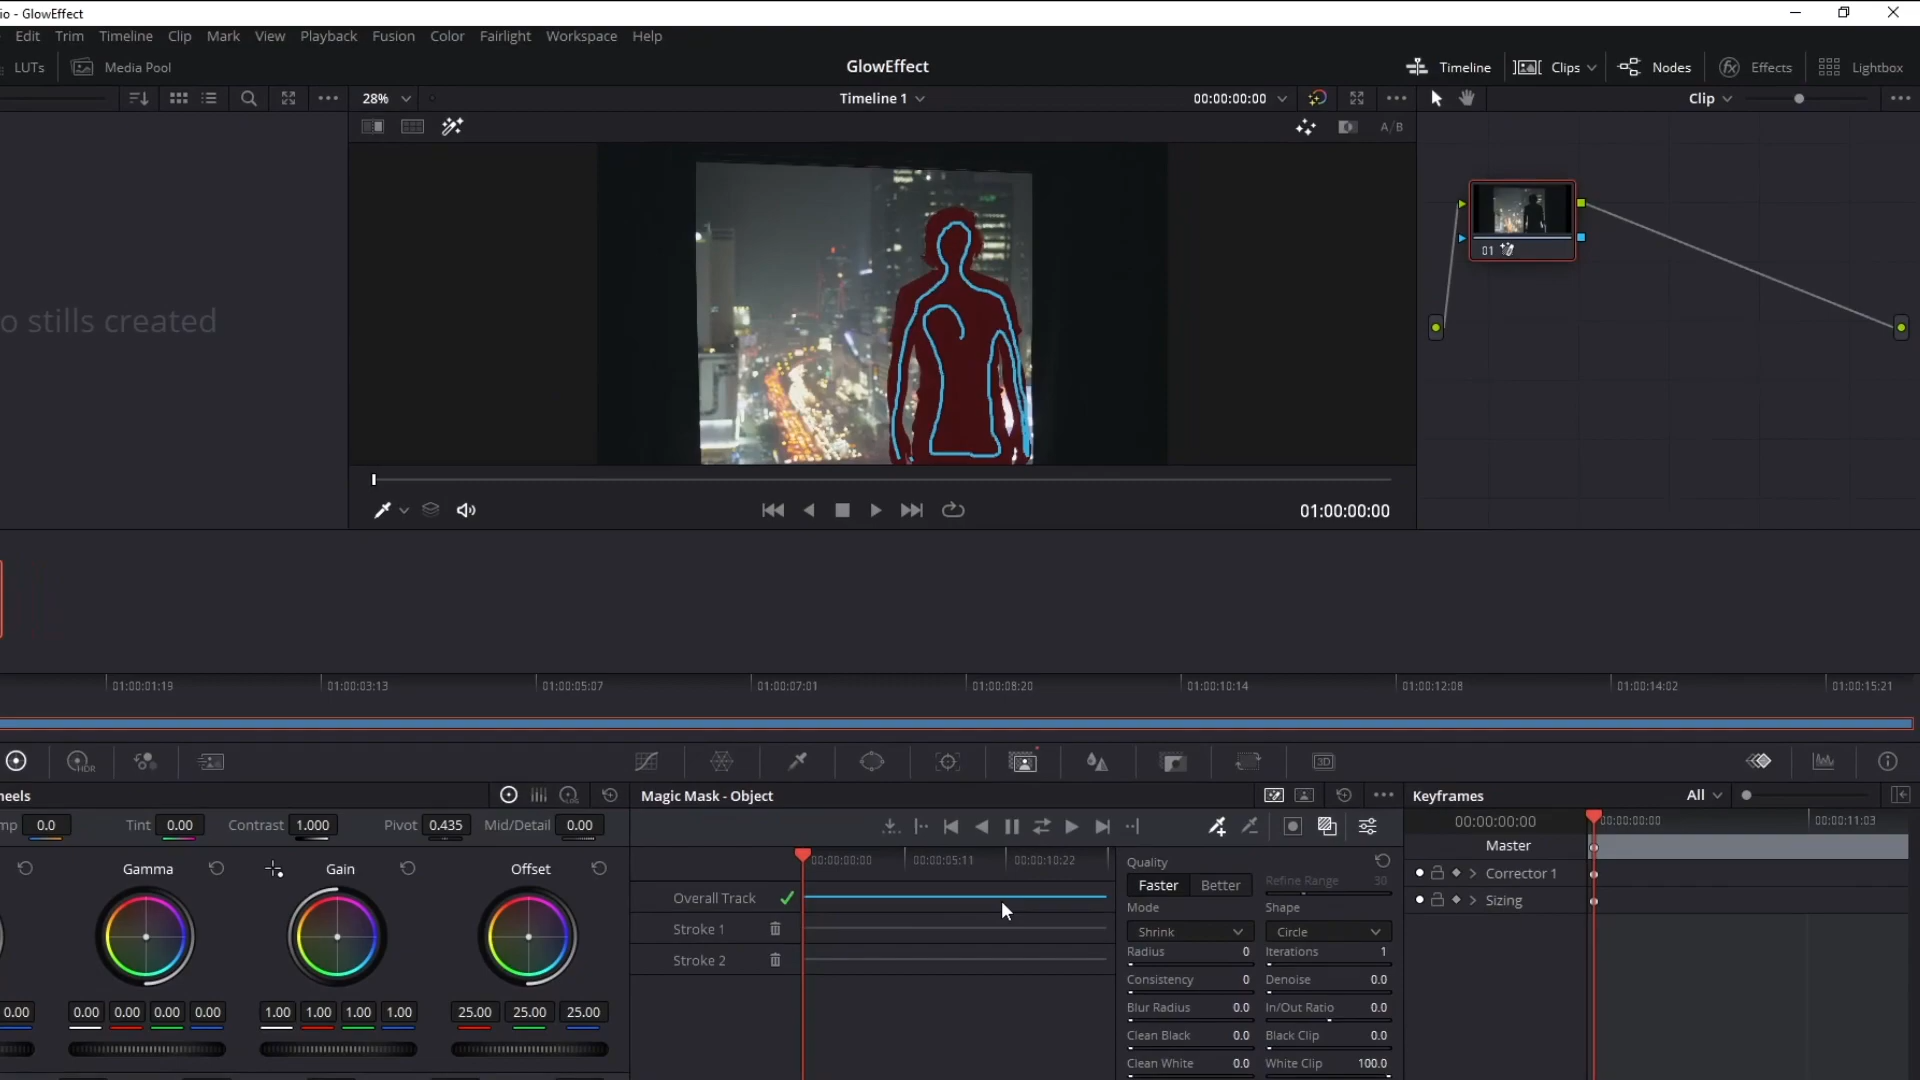 io - GlowEffect
Edit Trim Timeline Clip Mark View Playback Fusion Color Fairlight Workspace Help
LUTs Media Pool GlowEffect Timeline Clips Nodes Effects Lightbox
28% Timeline 1 00:00:00:00 Clip
A/B
01
o stills created
01:00:00:00
01:00:01:19 01:00:03:13 01:00:05:07 01:00:07:01 01:00:08:20 01:00:10:14 01:00:12:08 01:00:14:02 01:00:15:21
HDR 3D
heels Magic Mask - Object Keyframes All
mp 0.0 Tint 0.00 Contrast 1.000 Pivot 0.435 Mid/Detail 0.00
00:00:00:00 00:00:00:00 00:00:11:03
Master
Gamma Gain Offset
00:00:00:00 00:00:05:11 00:00:10:22
Quality
Faster Better Refine Range 30
Corrector 1
Sizing
Overall Track
Stroke 1
Stroke 2
Mode Shape
Shrink Circle
Radius 0 Iterations 1
Consistency 0 Denoise 0.0
Blur Radius 0.0 In/Out Ratio 0.0
Clean Black 0.0 Black Clip 0.0
Clean White 0.0 White Clip 100.0
0.00 0.00 0.00 0.00 0.00 1.00 1.00 1.00 1.00 25.00 25.00 25.00